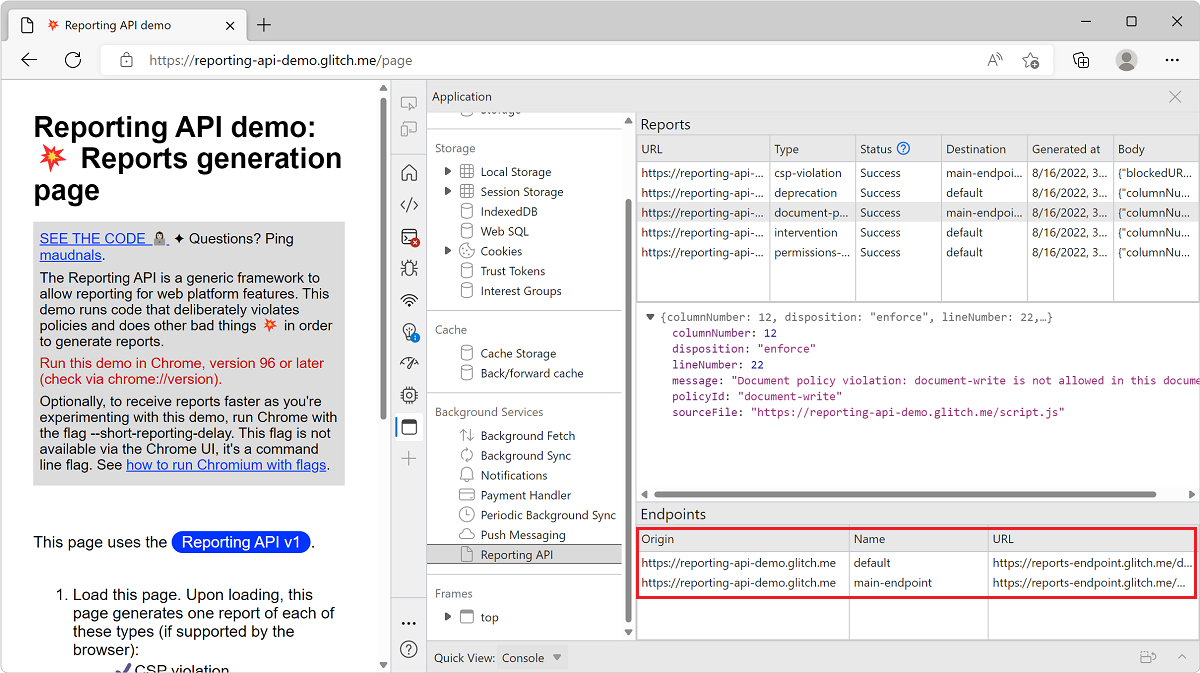 Reporting API demo
https://reporting-api-demo.glitch.me/page
Reporting API demo:
Reports generation
page
SEE THE CODE ✦ Questions? Ping
maudnals.
The Reporting API is a generic framework to
allow reporting for web platform features. This
demo runs code that deliberately violates
policies and does other bad things in order
to generate reports.
Run this demo in Chrome, version 96 or later
(check via chrome://version).
Optionally, to receive reports faster as you're
experimenting with this demo, run Chrome with
the flag --short-reporting-delay. This flag is not
available via the Chrome UI, it's a command
line flag. See how to run Chromium with flags.
This page uses the Reporting API v1.
1. Load this page. Upon loading, this
page generates one report of each of
these types (if supported by the
browser):
CSP violation
Application
Storage
Storage
Local Storage
Session Storage
IndexedDB
Web SQL
Cookies
Trust Tokens
Interest Groups
Cache
Cache Storage
Back/forward cache
Background Services
Background Fetch
Background Sync
Notifications
Payment Handler
Periodic Background Sync
Push Messaging
Reporting API
Frames
top
Reports
URL Type Status Destination Generated at Body
https://reporting-api-... csp-violation Success main-endpoi... 8/16/2022, 3... {"blockedUR...
https://reporting-api-... deprecation Success default 8/16/2022, 3... {"columnNu...
https://reporting-api-... document-p... Success main-endpoi... 8/16/2022, 3... {"columnNu...
https://reporting-api-... intervention Success default 8/16/2022, 3... {"columnNu...
https://reporting-api-... permissions-... Success default 8/16/2022, 3... {"columnNu...
{columnNumber: 12, disposition: "enforce", lineNumber: 22,…}
columnNumber: 12
disposition: "enforce"
lineNumber: 22
message: "Document policy violation: document-write is not allowed in this docume
policyId: "document-write"
sourceFile: "https://reporting-api-demo.glitch.me/script.js"
Endpoints
Origin Name URL
https://reporting-api-demo.glitch.me default https://reports-endpoint.glitch.me/d...
https://reporting-api-demo.glitch.me main-endpoint https://reports-endpoint.glitch.me/...
Quick View: Console